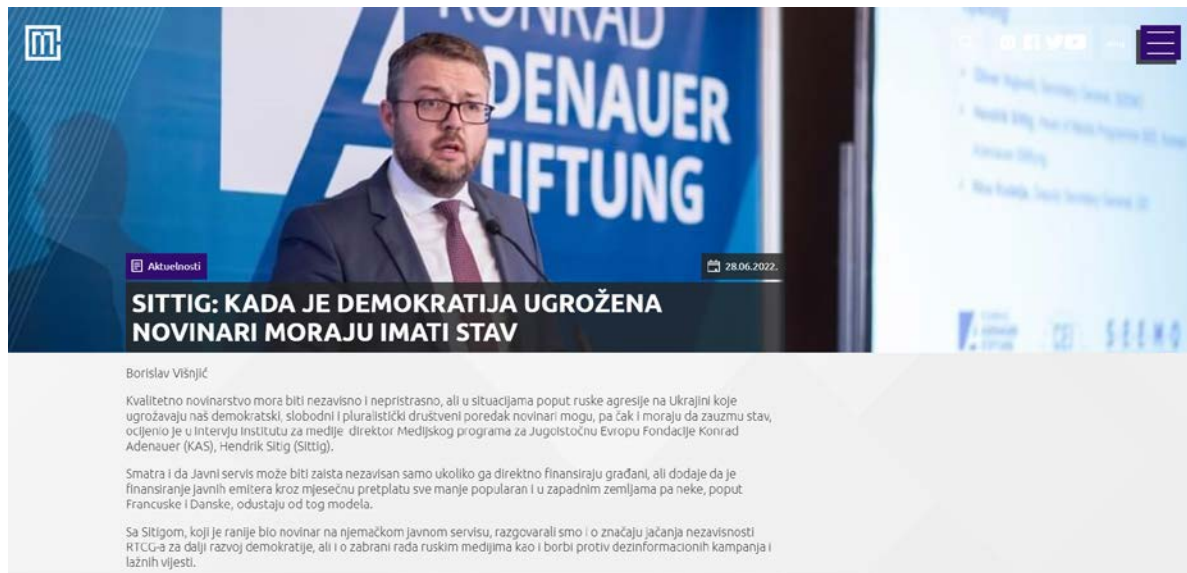 KONRAD
ADENAUER
STIFTUNG
SEEMO
Aktuelnosti
28.06.2022.
SITTIG: KADA JE DEMOKRATIJA UGROŽENA
NOVINARI MORAJU IMATI STAV
Borislav Višnjić
Kvalitetno novinarstvo mora biti nezavisno i nepristrasno, ali u situacijama poput ruske agresije na Ukrajini koje
ugrožavaju naš demokratski, slobodni i pluralistički društveni poredak novinari mogu, pa čak i moraju da zauzmu stav,
ocijenio je u intervju Institutu za medije direktor Medijskog programa za Jugoistočnu Evropu Fondacije Konrad
Adenauer (KAS), Hendrik Sitig (Sittig).
Smatra i da Javni servis može biti zaista nezavisan samo ukoliko ga direktno finansiraju građani, ali dodaje da je
finansiranje javnih emitera kroz mjesečnu pretplatu sve manje popularan i u zapadnim zemljama pa neke, poput
Francuske i Danske, odustaju od tog modela.
Sa Sitigom, koji je ranije bio novinar na njemačkom javnom servisu, razgovarali smo i o značaju jačanja nezavisnosti
RTCG-a za dalji razvoj demokratije, ali i o zabrani rada ruskim medijima kao i borbi protiv dezinformacionih kampanja i
lažnih vijesti.